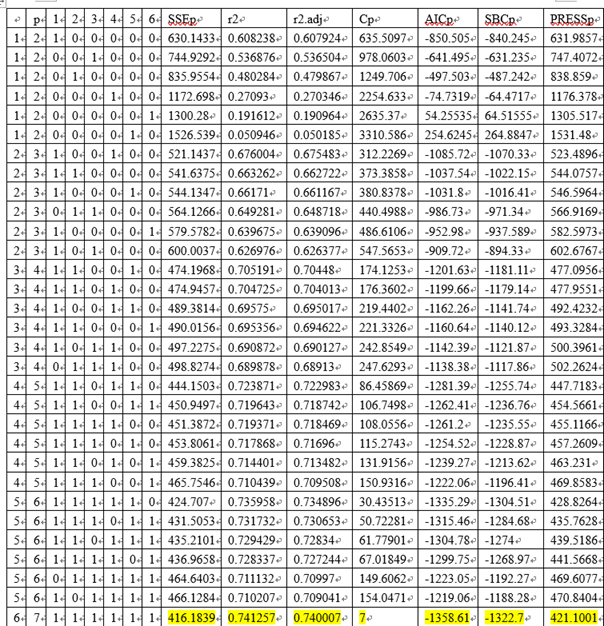 p 1 2 3 4 5 6 SSEp r2 r2.adj Cp AICp SBCp PRESSp
1 2 1 0 0 0 0 0 630.1433 0.608238 0.607924 635.5097 -850.505 -840.245 631.9857
1 2 0 0 1 0 0 0 744.9292 0.536876 0.536504 978.0603 -641.495 -631.235 747.4072
1 2 0 1 0 0 0 0 835.9554 0.480284 0.479867 1249.706 -497.503 -487.242 838.859
1 2 0 0 0 1 0 0 1172.698 0.27093 0.270346 2254.633 -74.7319 -64.4717 1176.378
1 2 0 0 0 0 0 1 1300.28 0.191612 0.190964 2635.37 54.25535 64.51555 1305.517
1 2 0 0 0 0 1 0 1526.539 0.050946 0.050185 3310.586 254.6245 264.8847 1531.48
2 3 1 0 0 1 0 0 521.1437 0.676004 0.675483 312.2269 -1085.72 -1070.33 523.4896
2 3 1 1 0 0 0 0 541.6375 0.663262 0.662722 373.3858 -1037.54 -1022.15 544.0757
2 3 1 0 0 0 1 0 544.1347 0.66171 0.661167 380.8378 -1031.8 -1016.41 546.5964
2 3 0 1 1 0 0 0 564.1266 0.649281 0.648718 440.4988 -986.73 -971.34 566.9169
2 3 1 0 0 0 0 1 579.5782 0.639675 0.639096 486.6106 -952.98 -937.589 582.5973
2 3 1 0 1 0 0 0 600.0037 0.626976 0.626377 547.5653 -909.72 -894.33 602.6767
3 4 1 1 0 0 1 0 474.1968 0.705191 0.70448 174.1253 -1201.63 -1181.11 477.0956
3 4 1 1 0 1 0 0 474.9457 0.704725 0.704013 176.3602 -1199.66 -1179.14 477.9551
3 4 1 0 0 1 1 0 489.3814 0.69575 0.695017 219.4402 -1162.26 -1141.74 492.4232
3 4 1 1 0 0 0 1 490.0156 0.695356 0.694622 221.3326 -1160.64 -1140.12 493.3284
3 4 1 0 1 1 0 0 497.2275 0.690872 0.690127 242.8549 -1142.39 -1121.87 500.3961
3 4 0 1 1 1 0 0 498.8274 0.689878 0.68913 247.6293 -1138.38 -1117.86 502.2624
4 5 1 1 0 1 1 0 444.1503 0.723871 0.722983 86.45869 -1281.39 -1255.74 447.7183
4 5 1 1 0 0 1 1 450.9497 0.719643 0.718742 106.7498 -1262.41 -1236.76 454.5661
4 5 1 1 1 1 0 0 451.3872 0.719371 0.718469 108.0556 -1261.2 -1235.55 455.1166
4 5 1 1 1 0 1 0 453.8061 0.717868 0.71696 115.2743 -1254.52 -1228.87 457.2609
4 5 1 1 1 0 0 1 459.3825 0.714401 0.713482 131.9156 -1239.27 -1213.62 463.231
4 5 1 1 0 1 0 1 465.7546 0.710439 0.709508 150.9316 -1222.06 -1196.41 469.8583
5 6 1 1 1 1 1 0 424.707 0.735958 0.734896 30.43513 -1335.29 -1304.51 428.8264
5 6 1 1 1 0 1 1 431.5053 0.731732 0.730653 50.72281 -1315.46 -1284.68 435.7628
5 6 1 1 0 1 1 1 435.2101 0.729429 0.72834 61.77901 -1304.78 -1274 439.5186
5 6 1 1 1 1 0 1 436.9658 0.728337 0.727244 67.01849 -1299.75 -1268.97 441.5668
5 6 0 1 1 1 1 1 464.6403 0.711132 0.70997 149.6062 -1223.05 -1192.27 469.6077
5 6 1 0 1 1 1 1 466.1284 0.710207 0.709041 154.0471 -1219.06 -1188.28 470.8404
6 7 1 1 1 1 1 1 416.1839 0.741257 0.740007 7 -1358.61 -1322.7 421.1001